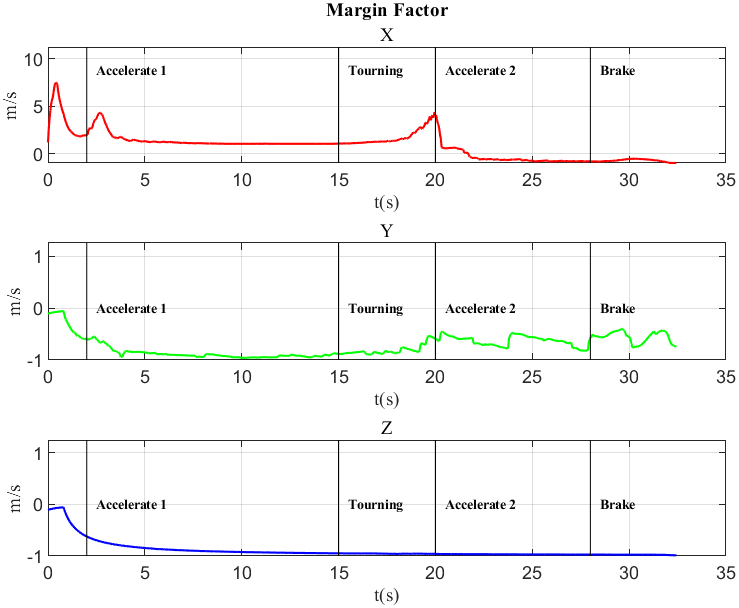 Margin Factor
X
10
5
0
m/s
Accelerate 1
Tourning
Accelerate 2
Brake
0 5 10 15 20 25 30 35
t(s)
Y
1
0
-1
m/s
Accelerate 1
Tourning
Accelerate 2
Brake
0 5 10 15 20 25 30 35
t(s)
Z
1
0
-1
m/s
Accelerate 1
Tourning
Accelerate 2
Brake
0 5 10 15 20 25 30 35
t(s)